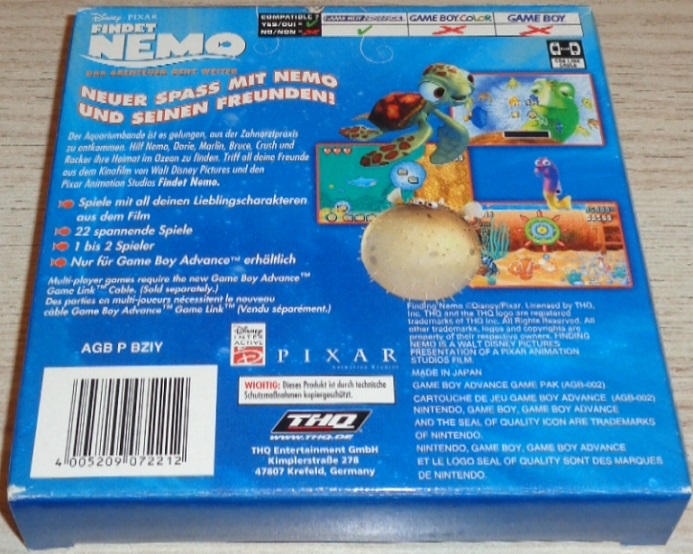 Disney PIXAR
FINDET
NEMO
DAS ABENTEUER GEHT WEITER
COMPATIBLE?
YES/OUI = ✓
NO/NON = ✗
GAME BOY ADVANCE
GAME BOY COLOR
GAME BOY
NEUER SPASS MIT NEMO
UND SEINEN FREUNDEN!
Der Aquariumbande ist es gelungen, aus der Zahnarztpraxis
zu entkommen. Hilf Nemo, Dorie, Marlin, Bruce, Crush und
Racker ihre Heimat im Ozean zu finden. Triff all deine Freunde
aus dem Kinofilm von Walt Disney Pictures und den
Pixar Animation Studios Findet Nemo.
Spiele mit all deinen Lieblingscharakteren
aus dem Film
22 spannende Spiele
1 bis 2 Spieler
Nur für Game Boy Advance™ erhältlich
Multi-player games require the new Game Boy Advance™
Game Link™ Cable. (Sold separately.)
Des parties en multi-joueurs nécessitent le nouveau
câble Game Boy Advance™ Game Link™ (Vendu séparément.)
AGB P BZIY
Disney
INTER
ACTIVE
PIXAR
Animation Studios
WICHTIG: Dieses Produkt ist durch technische
Schutzmaßnahmen kopiergeschützt.
THQ
WWW.THQ.DE
THQ Entertainment GmbH
Kimplerstraße 278
47807 Krefeld, Germany
4 005209 072212
Finding Nemo ©Disney/Pixar. Licensed by THQ,
Inc. THQ and the THQ logo are registered
trademarks of THQ Inc. All Rights Reserved. All
other trademarks, logos and copyrights are
property of their respective owners. FINDING
NEMO IS A WALT DISNEY PICTURES
PRESENTATION OF A PIXAR ANIMATION
STUDIOS FILM.
MADE IN JAPAN
GAME BOY ADVANCE GAME PAK (AGB-002)
CARTOUCHE DE JEU GAME BOY ADVANCE (AGB-002)
NINTENDO, GAME BOY, GAME BOY ADVANCE
AND THE SEAL OF QUALITY ICON ARE TRADEMARKS
OF NINTENDO.
NINTENDO, GAME BOY, GAME BOY ADVANCE
ET LE LOGO SEAL OF QUALITY SONT DES MARQUES
DE NINTENDO.